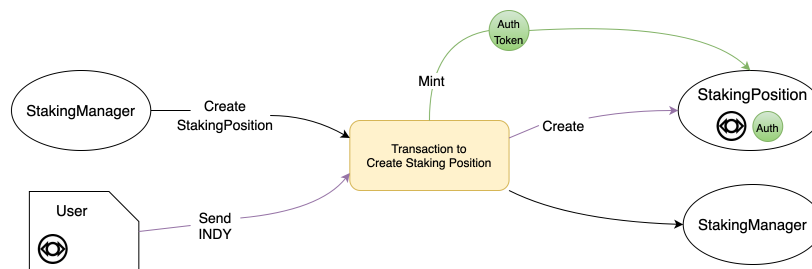 Auth
Token
Mint
StakingManager
Create
StakingPosition
Transaction to
Create Staking Position
Create
StakingPosition
Auth
User
Send
INDY
StakingManager